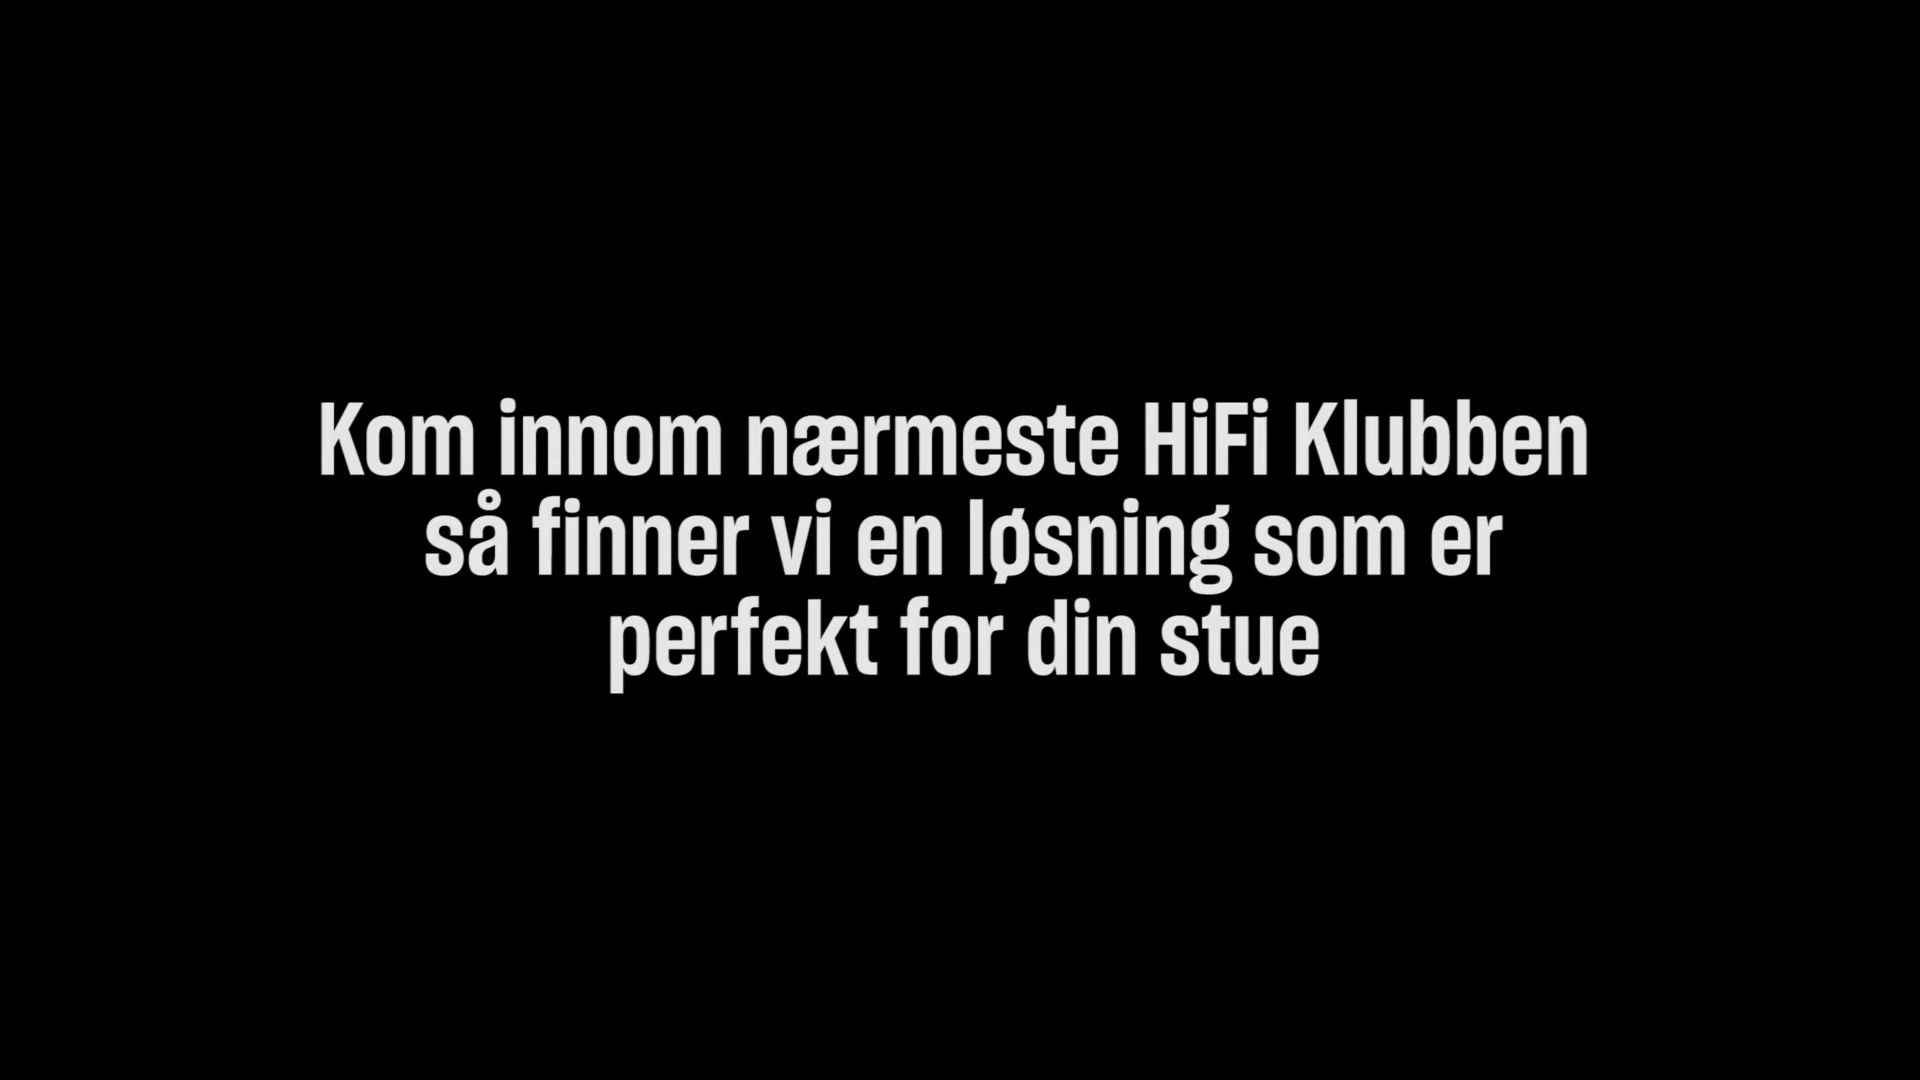 Kom innom nærmeste HiFi Klubben
så finner vi en løsning som er
perfekt for din stue